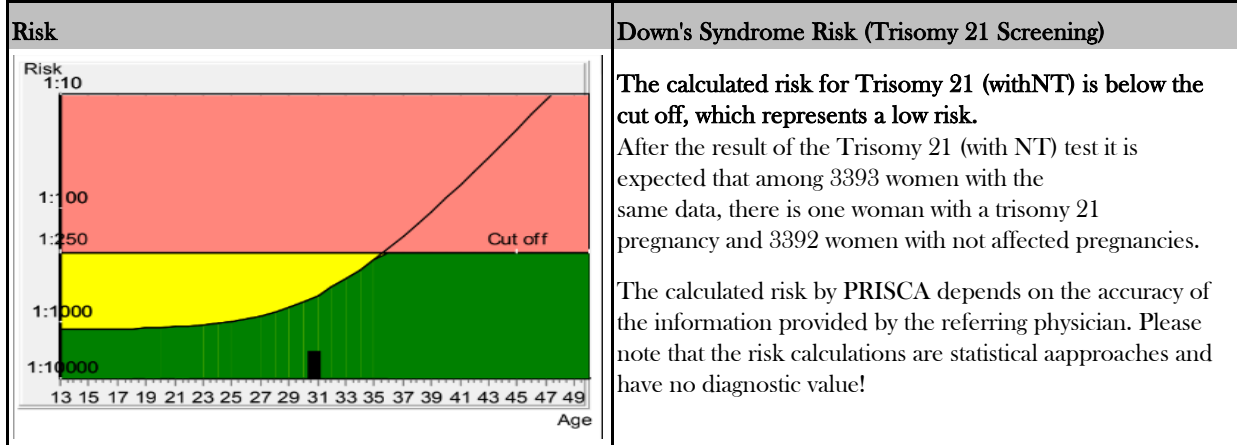 Risk
Down's Syndrome Risk (Trisomy 21 Screening)
Risk
1:10
1:100
1:250
Cut off
1:1000
1:10000
13 15 17 19 21 23 25 27 29 31 33 35 37 39 41 43 45 47 49
Age
The calculated risk for Trisomy 21 (withNT) is below the
cut off, which represents a low risk.
After the result of the Trisomy 21 (with NT) test it is
expected that among 3393 women with the
same data, there is one woman with a trisomy 21
pregnancy and 3392 women with not affected pregnancies.
The calculated risk by PRISCA depends on the accuracy of
the information provided by the referring physician. Please
note that the risk calculations are statistical aapproaches and
have no diagnostic value!